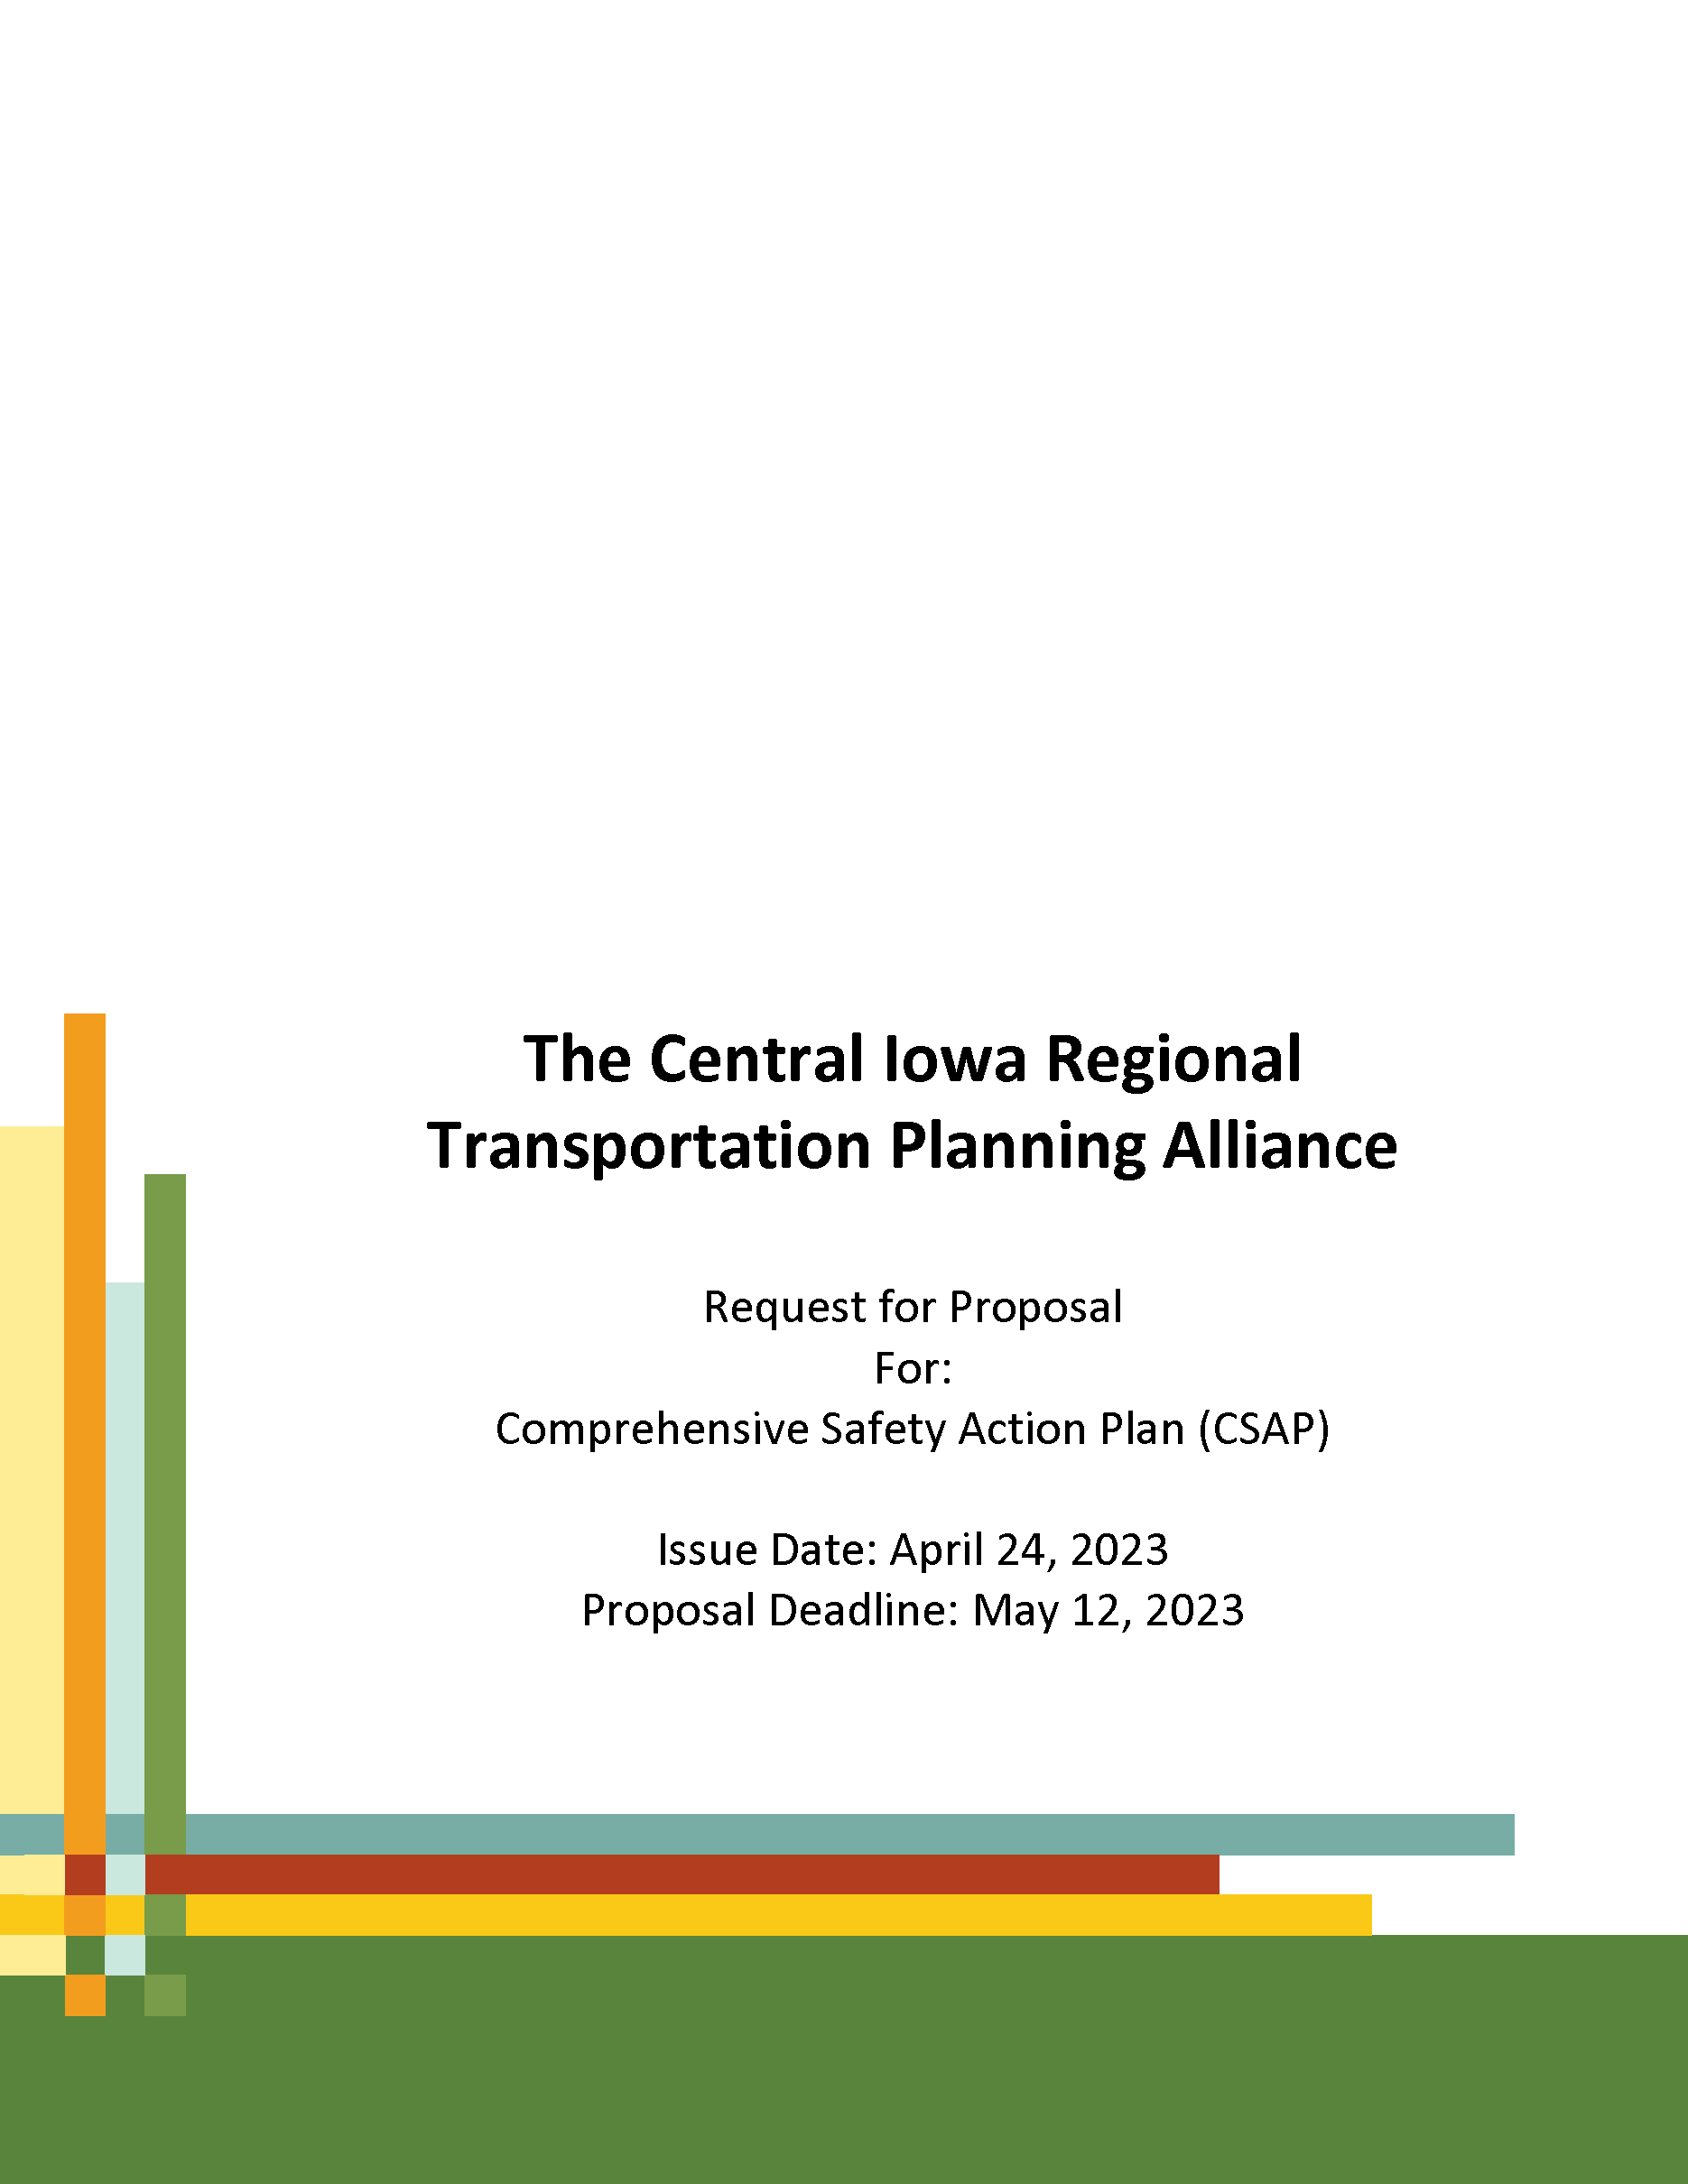 The Central Iowa Regional
Transportation Planning Alliance
Request for Proposal
For:
Comprehensive Safety Action Plan (CSAP)
Issue Date: April 24, 2023
Proposal Deadline: May 12, 2023